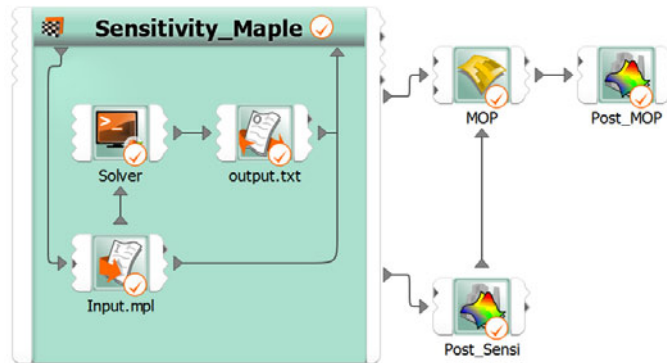 Sensitivity_Maple
MOP
Post_MOP
Solver
output.txt
Input.mpl
Post_Sensi